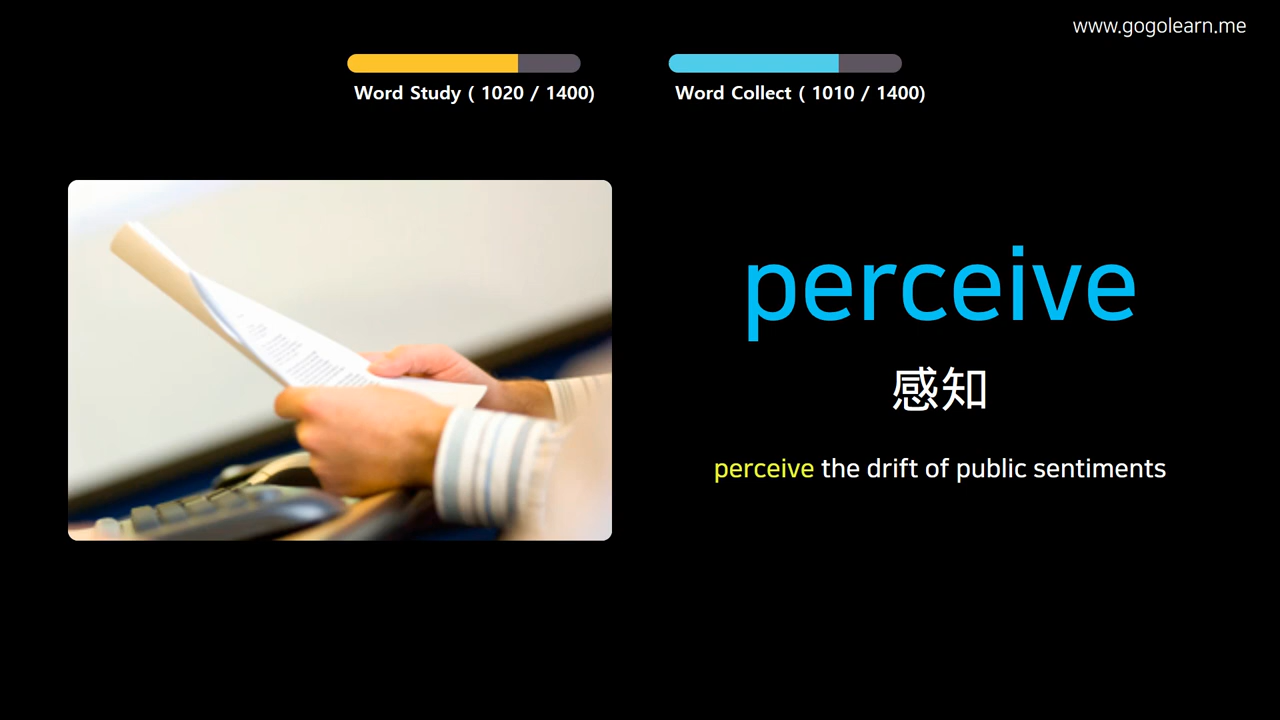 www.gogolearn.me
Word Study ( 1020 / 1400)
Word Collect ( 1010 / 1400)
perceive
感知
perceive the drift of public sentiments